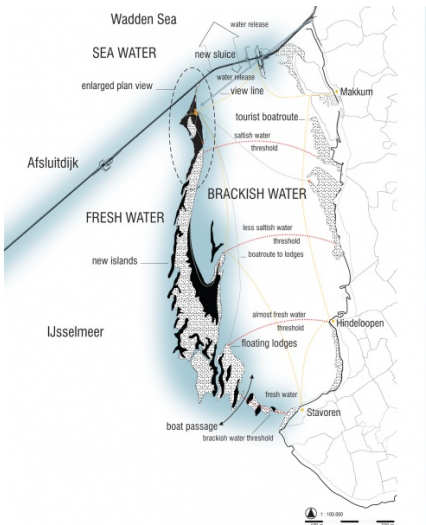 Wadden Sea
water release
SEA WATER
new sluice
water release
enlarged plan view
view line
Makkum
tourist boatroute
saltish water
threshold
Afsluitdijk
BRACKISH WATER
FRESH WATER
less saltish water
threshold
boatroute to lodges
new islands
almost fresh water
threshold
Hindeloopen
IJsselmeer
floating lodges
fresh water
Stavoren
boat passage
brackish water threshold
1 : 100.000